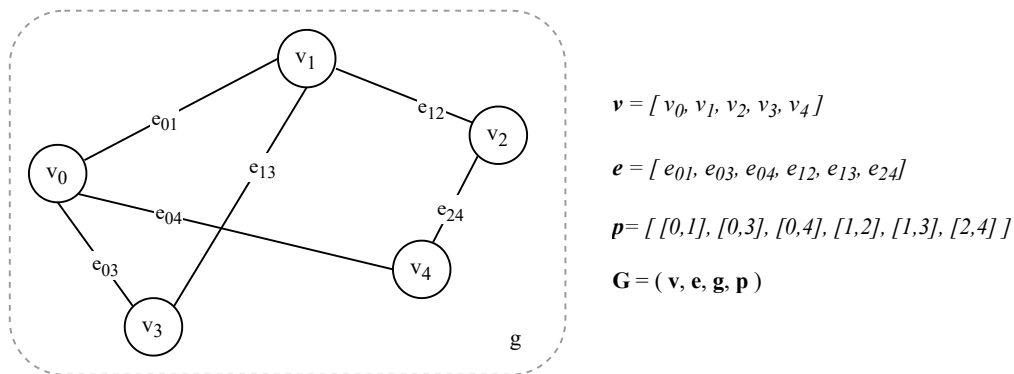 v1
e01
e12
v2
v0
e13
e04
e24
e03
v4
v3
g
v = [ v0, v1, v2, v3, v4 ]
e = [ e01, e03, e04, e12, e13, e24]
p= [ [0,1], [0,3], [0,4], [1,2], [1,3], [2,4] ]
G = ( v, e, g, p )